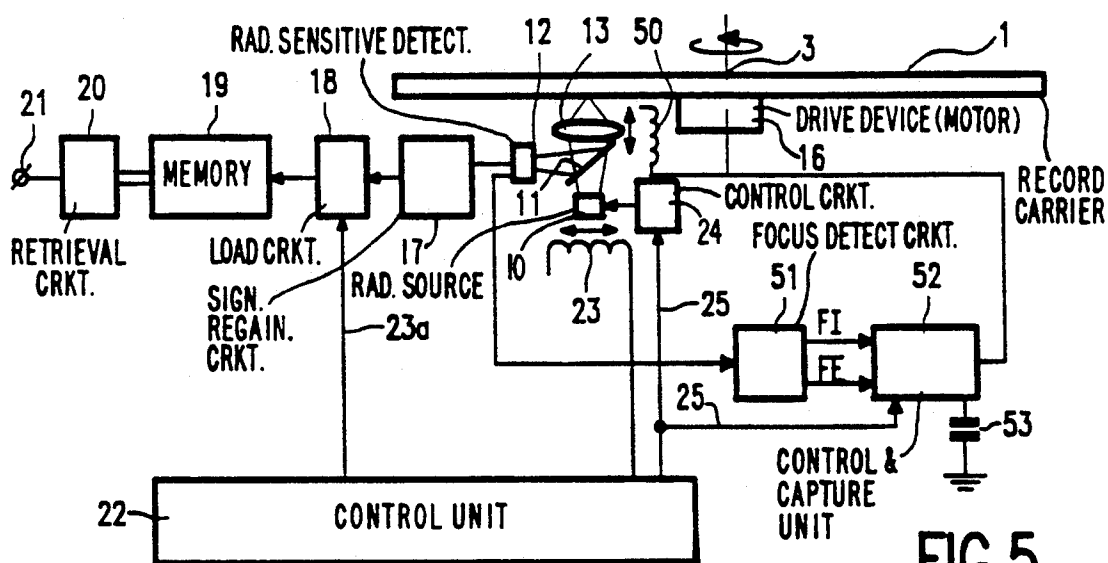 12 13 50 3 1
RAD. SENSITIVE DETECT.
21 20 19 18
MEMORY
DRIVE DEVICE (MOTOR)
16
RECORD
CARRIER
11
CONTROL CRKT.
24
RETRIEVAL
CRKT.
LOAD CRKT.
17
10
RAD. SOURCE
23
FOCUS DETECT CRKT.
SIGN.
REGAIN.
CRKT.
23a
25
51 52
FI
FE
25
53
CONTROL &
CAPTURE
UNIT
22
CONTROL UNIT
FIG.5